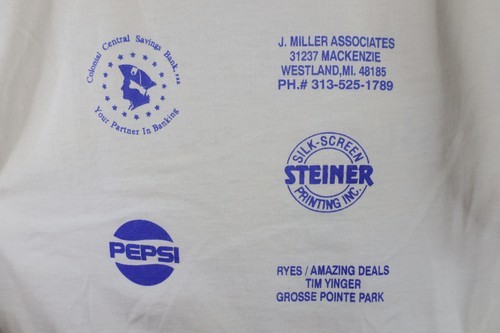 Colonial Central Savings Bank, FSB
Your Partner In Banking
J. MILLER ASSOCIATES
31237 MACKENZIE
WESTLAND, MI. 48185
PH.# 313-525-1789
SILK-SCREEN
STEINER
PRINTING INC.
PEPSI
RYES / AMAZING DEALS
TIM YINGER
GROSSE POINTE PARK